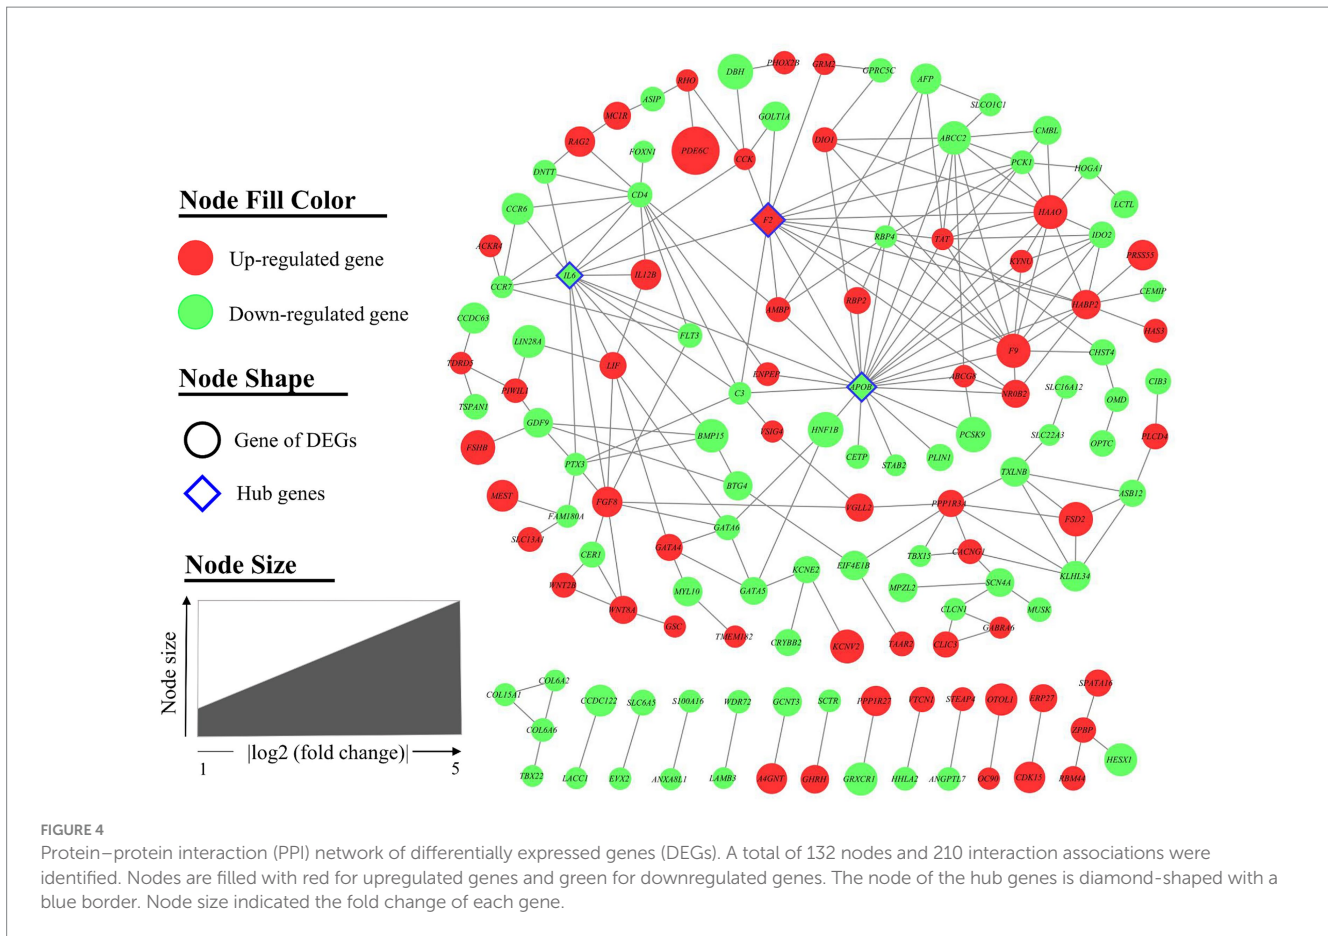 Node Fill Color
Up-regulated gene
Down-regulated gene
Node Shape
Gene of DEGs
Hub genes
Node Size
Node size
|log2 (fold change)|
1
5
DBH
PHOX2B
GRM2
GPRC5C
AFP
SLCO1C1
RHO
ASIP
MC1R
RAG2
PDE6C
GOLT1A
CCK
DIO1
ABCC2
CMBL
PCK1
HOGA1
LCTL
FOXN1
DNTT
CD4
CCR6
F2
HAAO
ACKR4
CCR7
IL6
IL12B
RBP4
TAT
IDO2
KYNU
PRSS55
CEMIP
HABP2
HAS3
RBP2
AMBP
CCDC63
LIN28A
FLT3
F9
CHST4
TDRD5
PIWIL1
TSPAN1
LIF
ENPEP
C3
APOB
ABCG8
NR0B2
SLC16A12
CIB3
OMD
OPTC
PLCD4
GDF9
FSHB
BMP15
VSIG4
HNF1B
CETP
STAB2
PLIN1
PCSK9
SLC22A3
PTX3
BTG4
TXLNB
ASB12
MEST
FAM180A
SLC13A1
FGF8
GATA6
VGLL2
PPP1R3A
FSD2
GATA4
CER1
WNT2B
WNT8A
GSC
MYL10
TMEM182
GATA5
KCNE2
CRYBB2
KCNV2
EIF4E1B
TAAR2
TBX15
CACNG1
KLHL34
MPZL2
SCN4A
CLCN1
MUSK
GABRA6
CLIC3
COL15A1
COL6A2
COL6A6
TBX22
CCDC122
LACC1
SLC6A5
EVX2
S100A16
ANXA8L1
WDR72
LAMB3
GCNT3
A4GNT
SCTR
GHRH
PPP1R27
GRXCR1
VTCN1
HHLA2
STEAP4
ANGPTL7
OTOL1
OC90
ERP27
CDK15
SPATA16
ZPBP
RBM44
HESX1
FIGURE 4
Protein–protein interaction (PPI) network of differentially expressed genes (DEGs). A total of 132 nodes and 210 interaction associations were
identified. Nodes are filled with red for upregulated genes and green for downregulated genes. The node of the hub genes is diamond-shaped with a
blue border. Node size indicated the fold change of each gene.